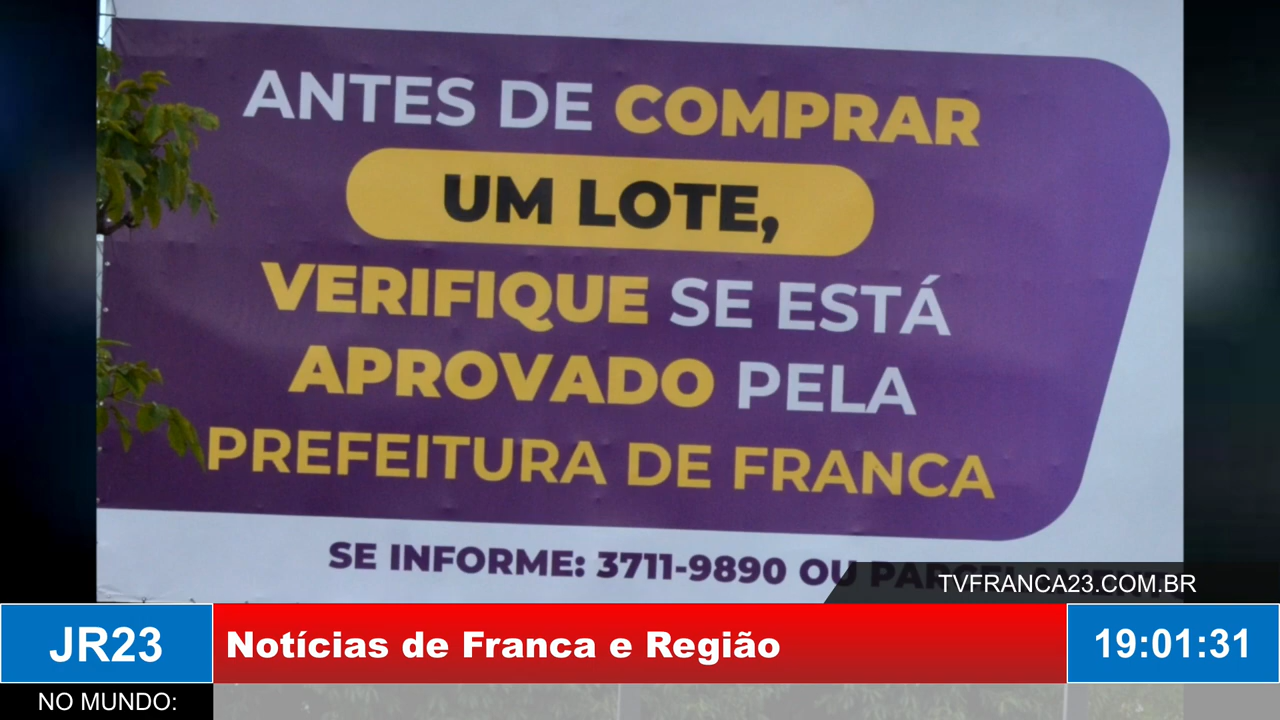 ANTES DE COMPRAR
UM LOTE,
VERIFIQUE SE ESTÁ
APROVADO PELA
PREFEITURA DE FRANCA
SE INFORME: 3711-9890 OU
TVFRANCA23.COM.BR
JR23
Notícias de Franca e Região
19:01:31
NO MUNDO: